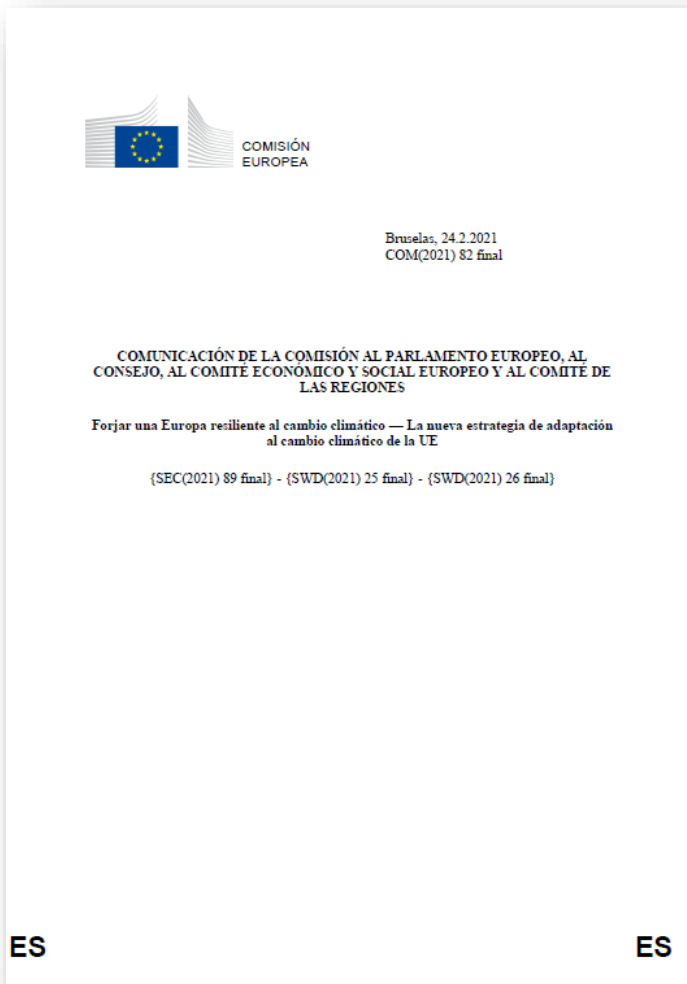 COMISIÓN
EUROPEA
Bruselas, 24.2.2021
COM(2021) 82 final
COMUNICACIÓN DE LA COMISIÓN AL PARLAMENTO EUROPEO, AL
CONSEJO, AL COMITÉ ECONÓMICO Y SOCIAL EUROPEO Y AL COMITÉ DE
LAS REGIONES
Forjar una Europa resiliente al cambio climático — La nueva estrategia de adaptación
al cambio climático de la UE
{SEC(2021) 89 final} - {SWD(2021) 25 final} - {SWD(2021) 26 final}
ES
ES